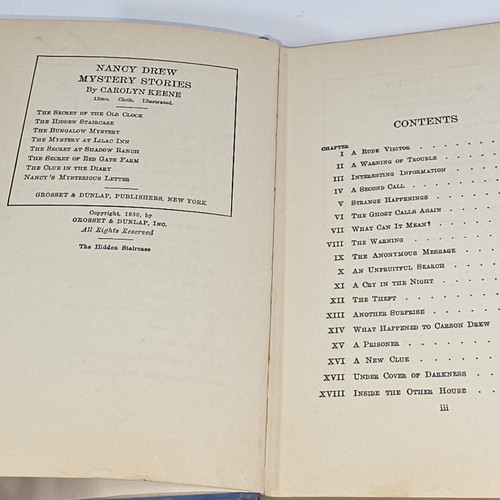 NANCY DREW
MYSTERY STORIES
By CAROLYN KEENE
12mo. Cloth. Illustrated.
THE SECRET OF THE OLD CLOCK
THE HIDDEN STAIRCASE
THE BUNGALOW MYSTERY
THE MYSTERY AT LILAC INN
THE SECRET AT SHADOW RANCH
THE SECRET OF RED GATE FARM
THE CLUE IN THE DIARY
NANCY'S MYSTERIOUS LETTER
GROSSET & DUNLAP, PUBLISHERS, NEW YORK
Copyright, 1930, by
GROSSET & DUNLAP, INC.
All Rights Reserved
The Hidden Staircase
CONTENTS
CHAPTER
I A RUDE VISITOR . . . . .
II A WARNING OF TROUBLE . . . .
III INTERESTING INFORMATION . . .
IV A SECOND CALL . . . . .
V STRANGE HAPPENINGS . . . .
VI THE GHOST CALLS AGAIN . . .
VII WHAT CAN IT MEAN? . . . .
VIII THE WARNING . . . . .
IX THE ANONYMOUS MESSAGE . . .
X AN UNFRUITFUL SEARCH . . . .
XI A CRY IN THE NIGHT . . . .
XII THE THEFT . . . . . .
XIII ANOTHER SURPRISE . . . . .
XIV WHAT HAPPENED TO CARSON DREW .
XV A PRISONER . . . . . .
XVI A NEW CLUE . . . . . .
XVII UNDER COVER OF DARKNESS . . .
XVIII INSIDE THE OTHER HOUSE . . .
iii